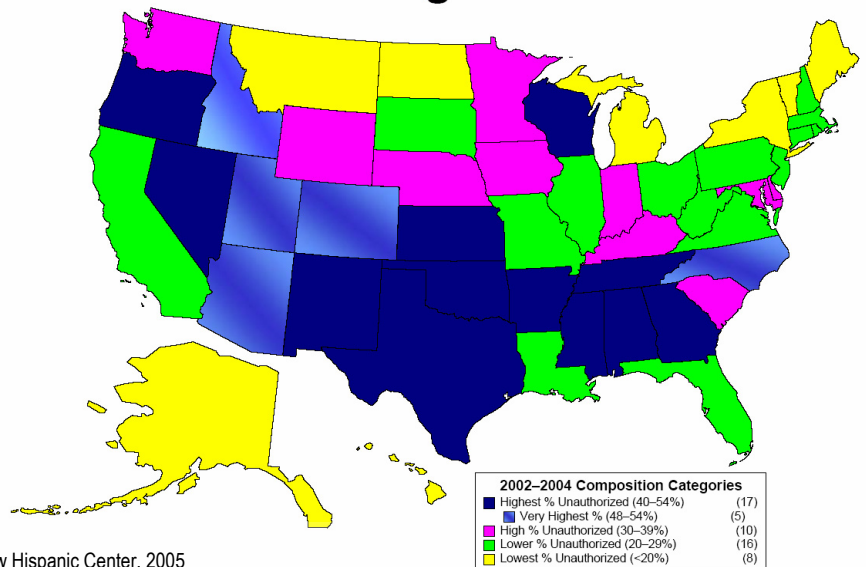 2002–2004 Composition Categories
Highest % Unauthorized (40–54%) (17)
Very Highest % (48–54%) (5)
High % Unauthorized (30–39%) (10)
Lower % Unauthorized (20–29%) (16)
Lowest % Unauthorized (<20%) (8)
Hispanic Center, 2005